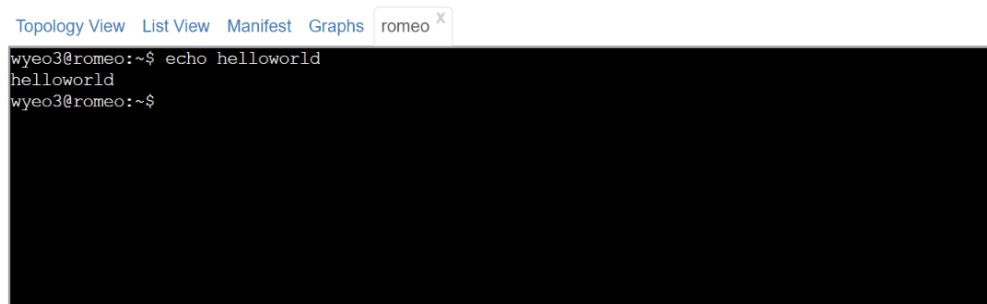 Topology View List View Manifest Graphs romeo X
wyeo3@romeo:~$ echo helloworld
helloworld
wyeo3@romeo:~$